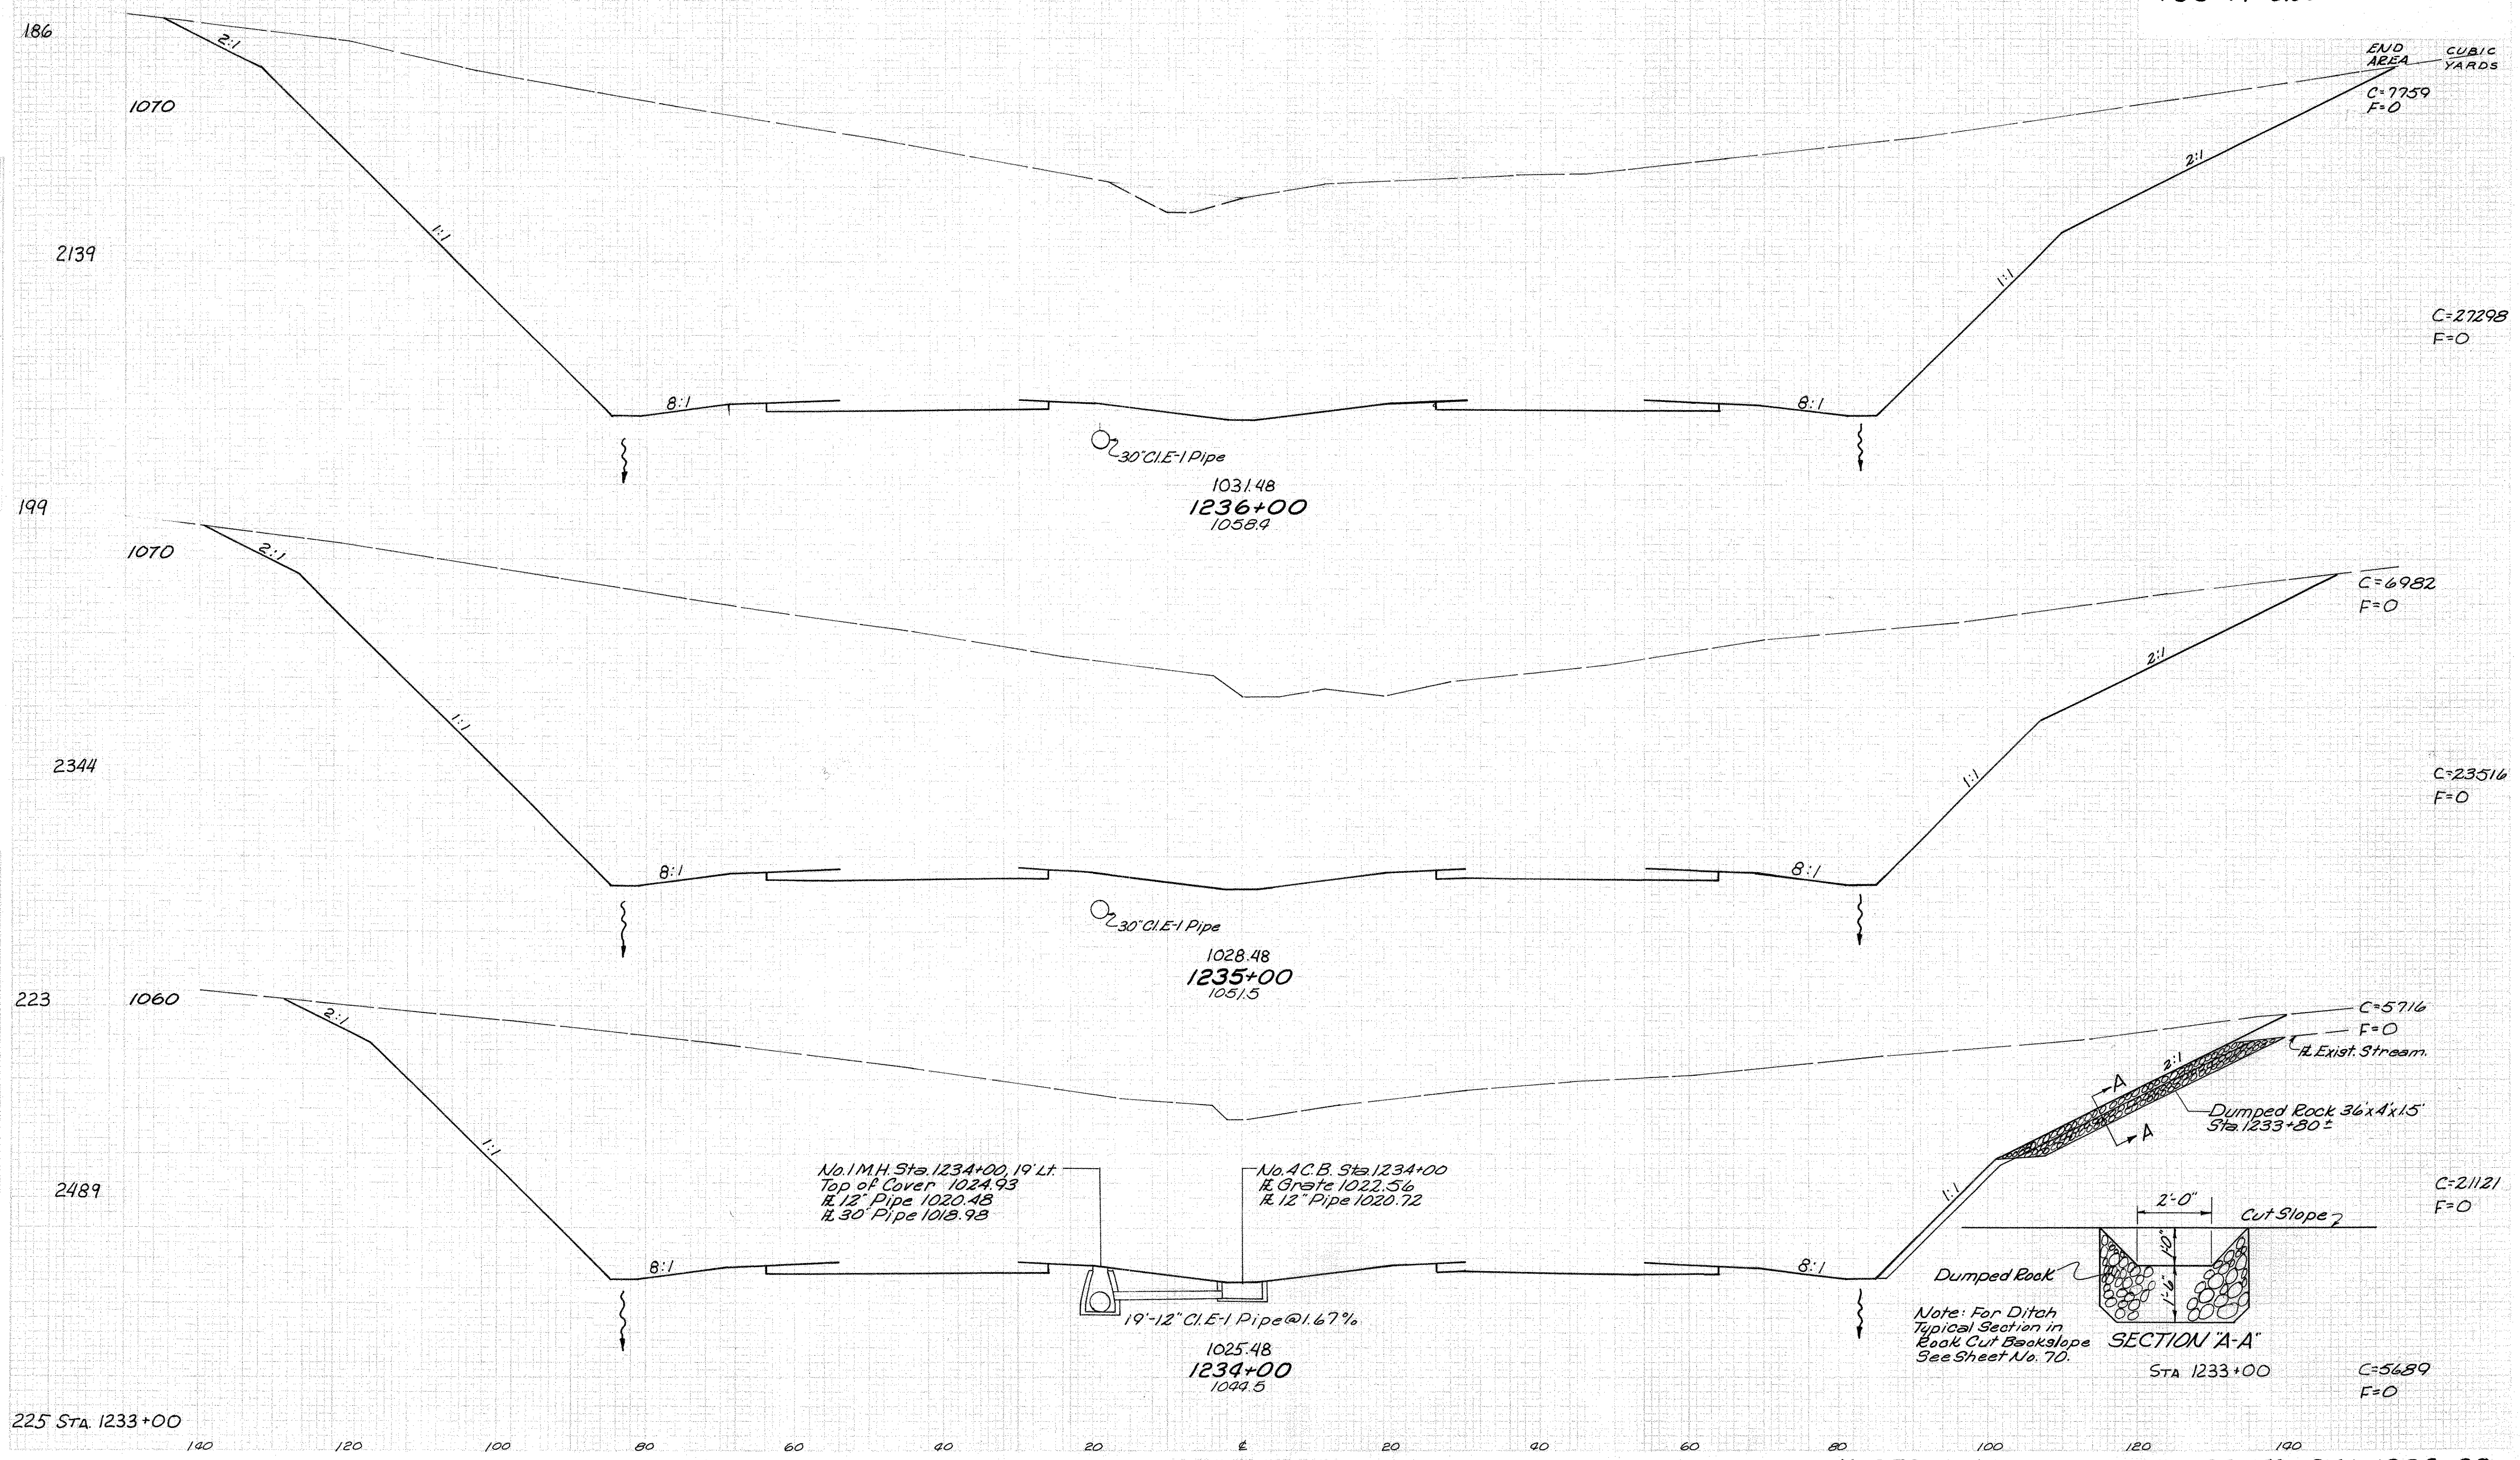 END AREA
CUBIC YARDS
186
2:1
1070
C=7759
F=0
2:1
1:1
2139
1:1
C=27298
F=0
8:1
8:1
30" Cl. E-1 Pipe
1031.48
1236+00
1058.4
199
1070
2:1
C=6982
F=0
2:1
1:1
2344
1:1
C=23516
F=0
8:1
8:1
30" Cl. E-1 Pipe
1028.48
1235+00
1051.5
223
1060
2:1
C=5716
F=0
Exist. Stream.
2:1
A
A
Dumped Rock 36'x4'x1.5'
Sta. 1233+80±
1:1
No. 1 M.H. Sta. 1234+00, 19' Lt.
Top of Cover 1024.93
12" Pipe 1020.48
30" Pipe 1018.98
No. 4 C.B. Sta. 1234+00
Grate 1022.56
12" Pipe 1020.72
2489
1:1
C=21121
F=0
2'-0"
Cut Slope
1'-0"
Dumped Rock
8:1
8:1
19'-12" Cl. E-1 Pipe @ 1.67%
Note: For Ditch
Typical Section in
Rock Cut Backslope
See Sheet No. 70.
SECTION "A-A"
1025.48
1234+00
1044.5
STA 1233+00
C=5689
F=0
225 STA. 1233+00
140 120 100 80 60 40 20 ℄ 20 40 60 80 100 120 140